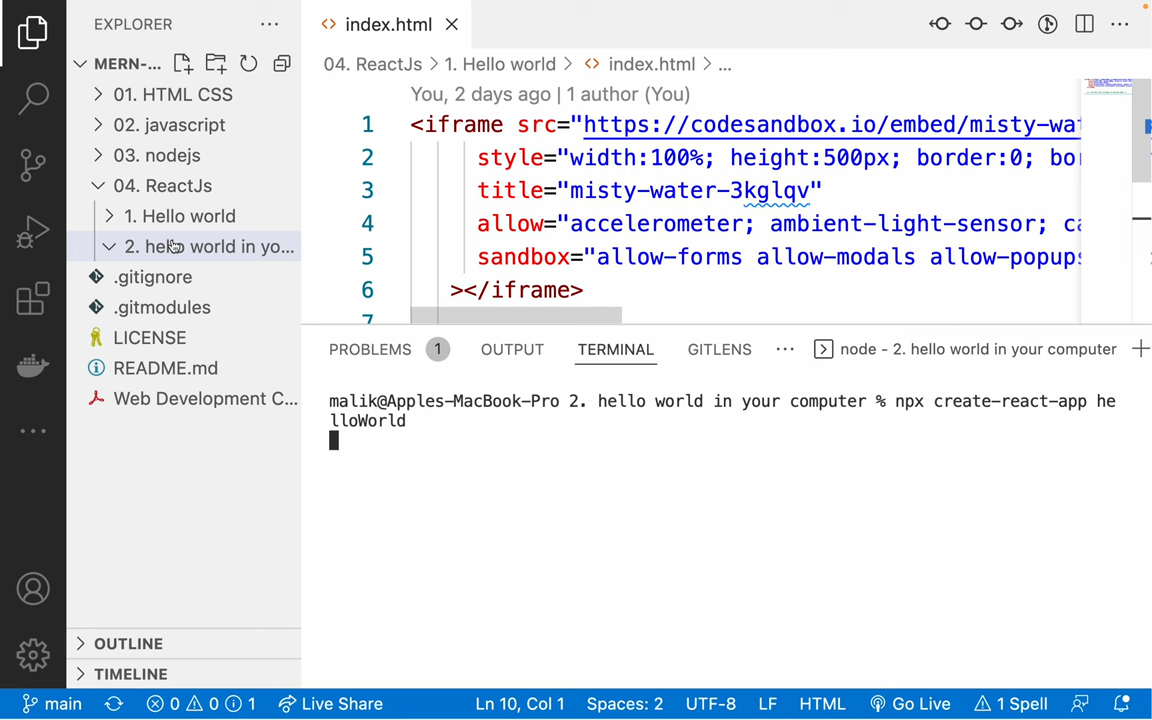 EXPLORER
index.html
MERN-...
01. HTML CSS
02. javascript
03. nodejs
04. ReactJs
1. Hello world
2. hello world in yo...
.gitignore
.gitmodules
LICENSE
README.md
Web Development C...
OUTLINE
TIMELINE
04. ReactJs > 1. Hello world > <> index.html > ...
You, 2 days ago | 1 author (You)
1 <iframe src="https://codesandbox.io/embed/misty-wat
2 style="width:100%; height:500px; border:0; bor
3 title="misty-water-3kglqv"
4 allow="accelerometer; ambient-light-sensor; ca
5 sandbox="allow-forms allow-modals allow-popups
6 ></iframe>
7
PROBLEMS 1 OUTPUT TERMINAL GITLENS ... node - 2. hello world in your computer
malik@Apples-MacBook-Pro 2. hello world in your computer % npx create-react-app he
lloWorld
main 0 0 1 Live Share Ln 10, Col 1 Spaces: 2 UTF-8 LF HTML Go Live 1 Spell